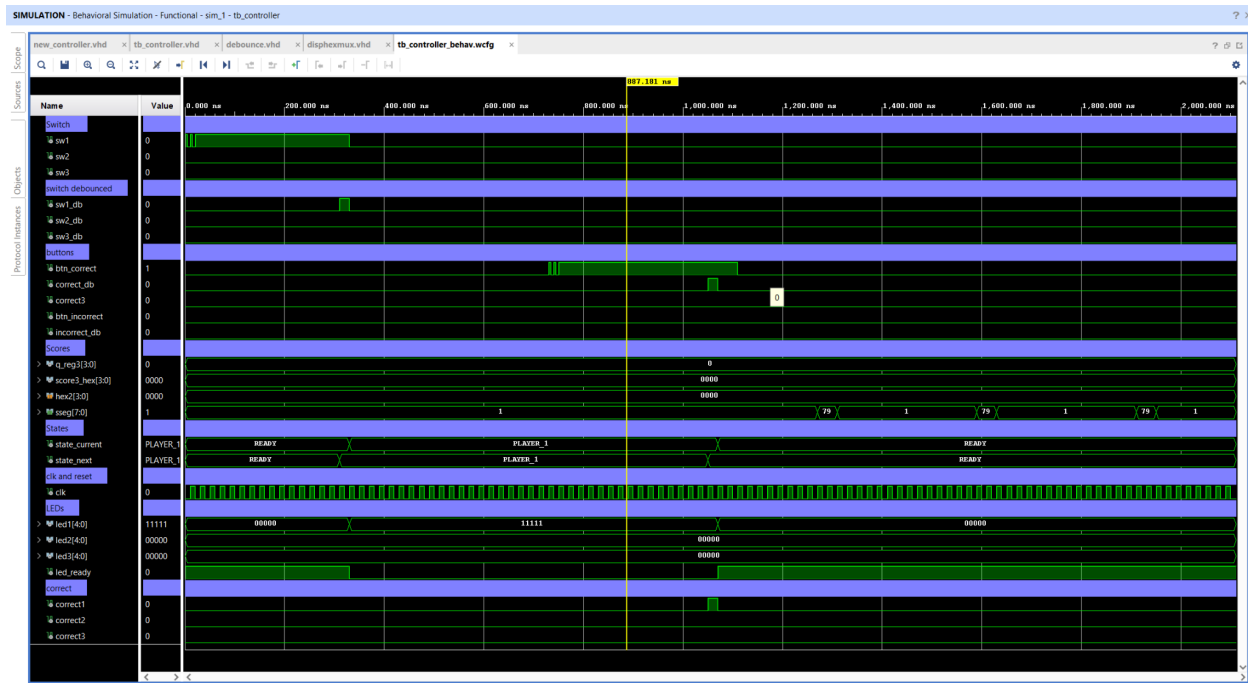 SIMULATION - Behavioral Simulation - Functional - sim_1 - tb_controller
new_controller.vhd × tb_controller.vhd × debounce.vhd × disphexmux.vhd × tb_controller_behav.wcfg ×
Scope
Sources
Objects
Protocol Instances
887.181 ns
Name Value 0.000 ns 200.000 ns 400.000 ns 600.000 ns 800.000 ns 1,000.000 ns 1,200.000 ns 1,400.000 ns 1,600.000 ns 1,800.000 ns 2,000.000 ns
Switch
sw1 0
sw2 0
sw3 0
switch debounced
sw1_db 0
sw2_db 0
sw3_db 0
buttons
btn_correct 1
correct_db 0
correct3 0 0
btn_incorrect 0
incorrect_db 0
Scores
q_reg3[3:0] 0 0
score3_hex[3:0] 0000 0000
hex2[3:0] 0000 0000
sseg[7:0] 1 1 79 1 79 1 79 1
States
state_current PLAYER_1 READY PLAYER_1 READY
state_next PLAYER_1 READY PLAYER_1 READY
clk and reset
clk 0
LEDs
led1[4:0] 11111 00000 11111 00000
led2[4:0] 00000 00000
led3[4:0] 00000 00000
led_ready 0
correct
correct1 0
correct2 0
correct3 0